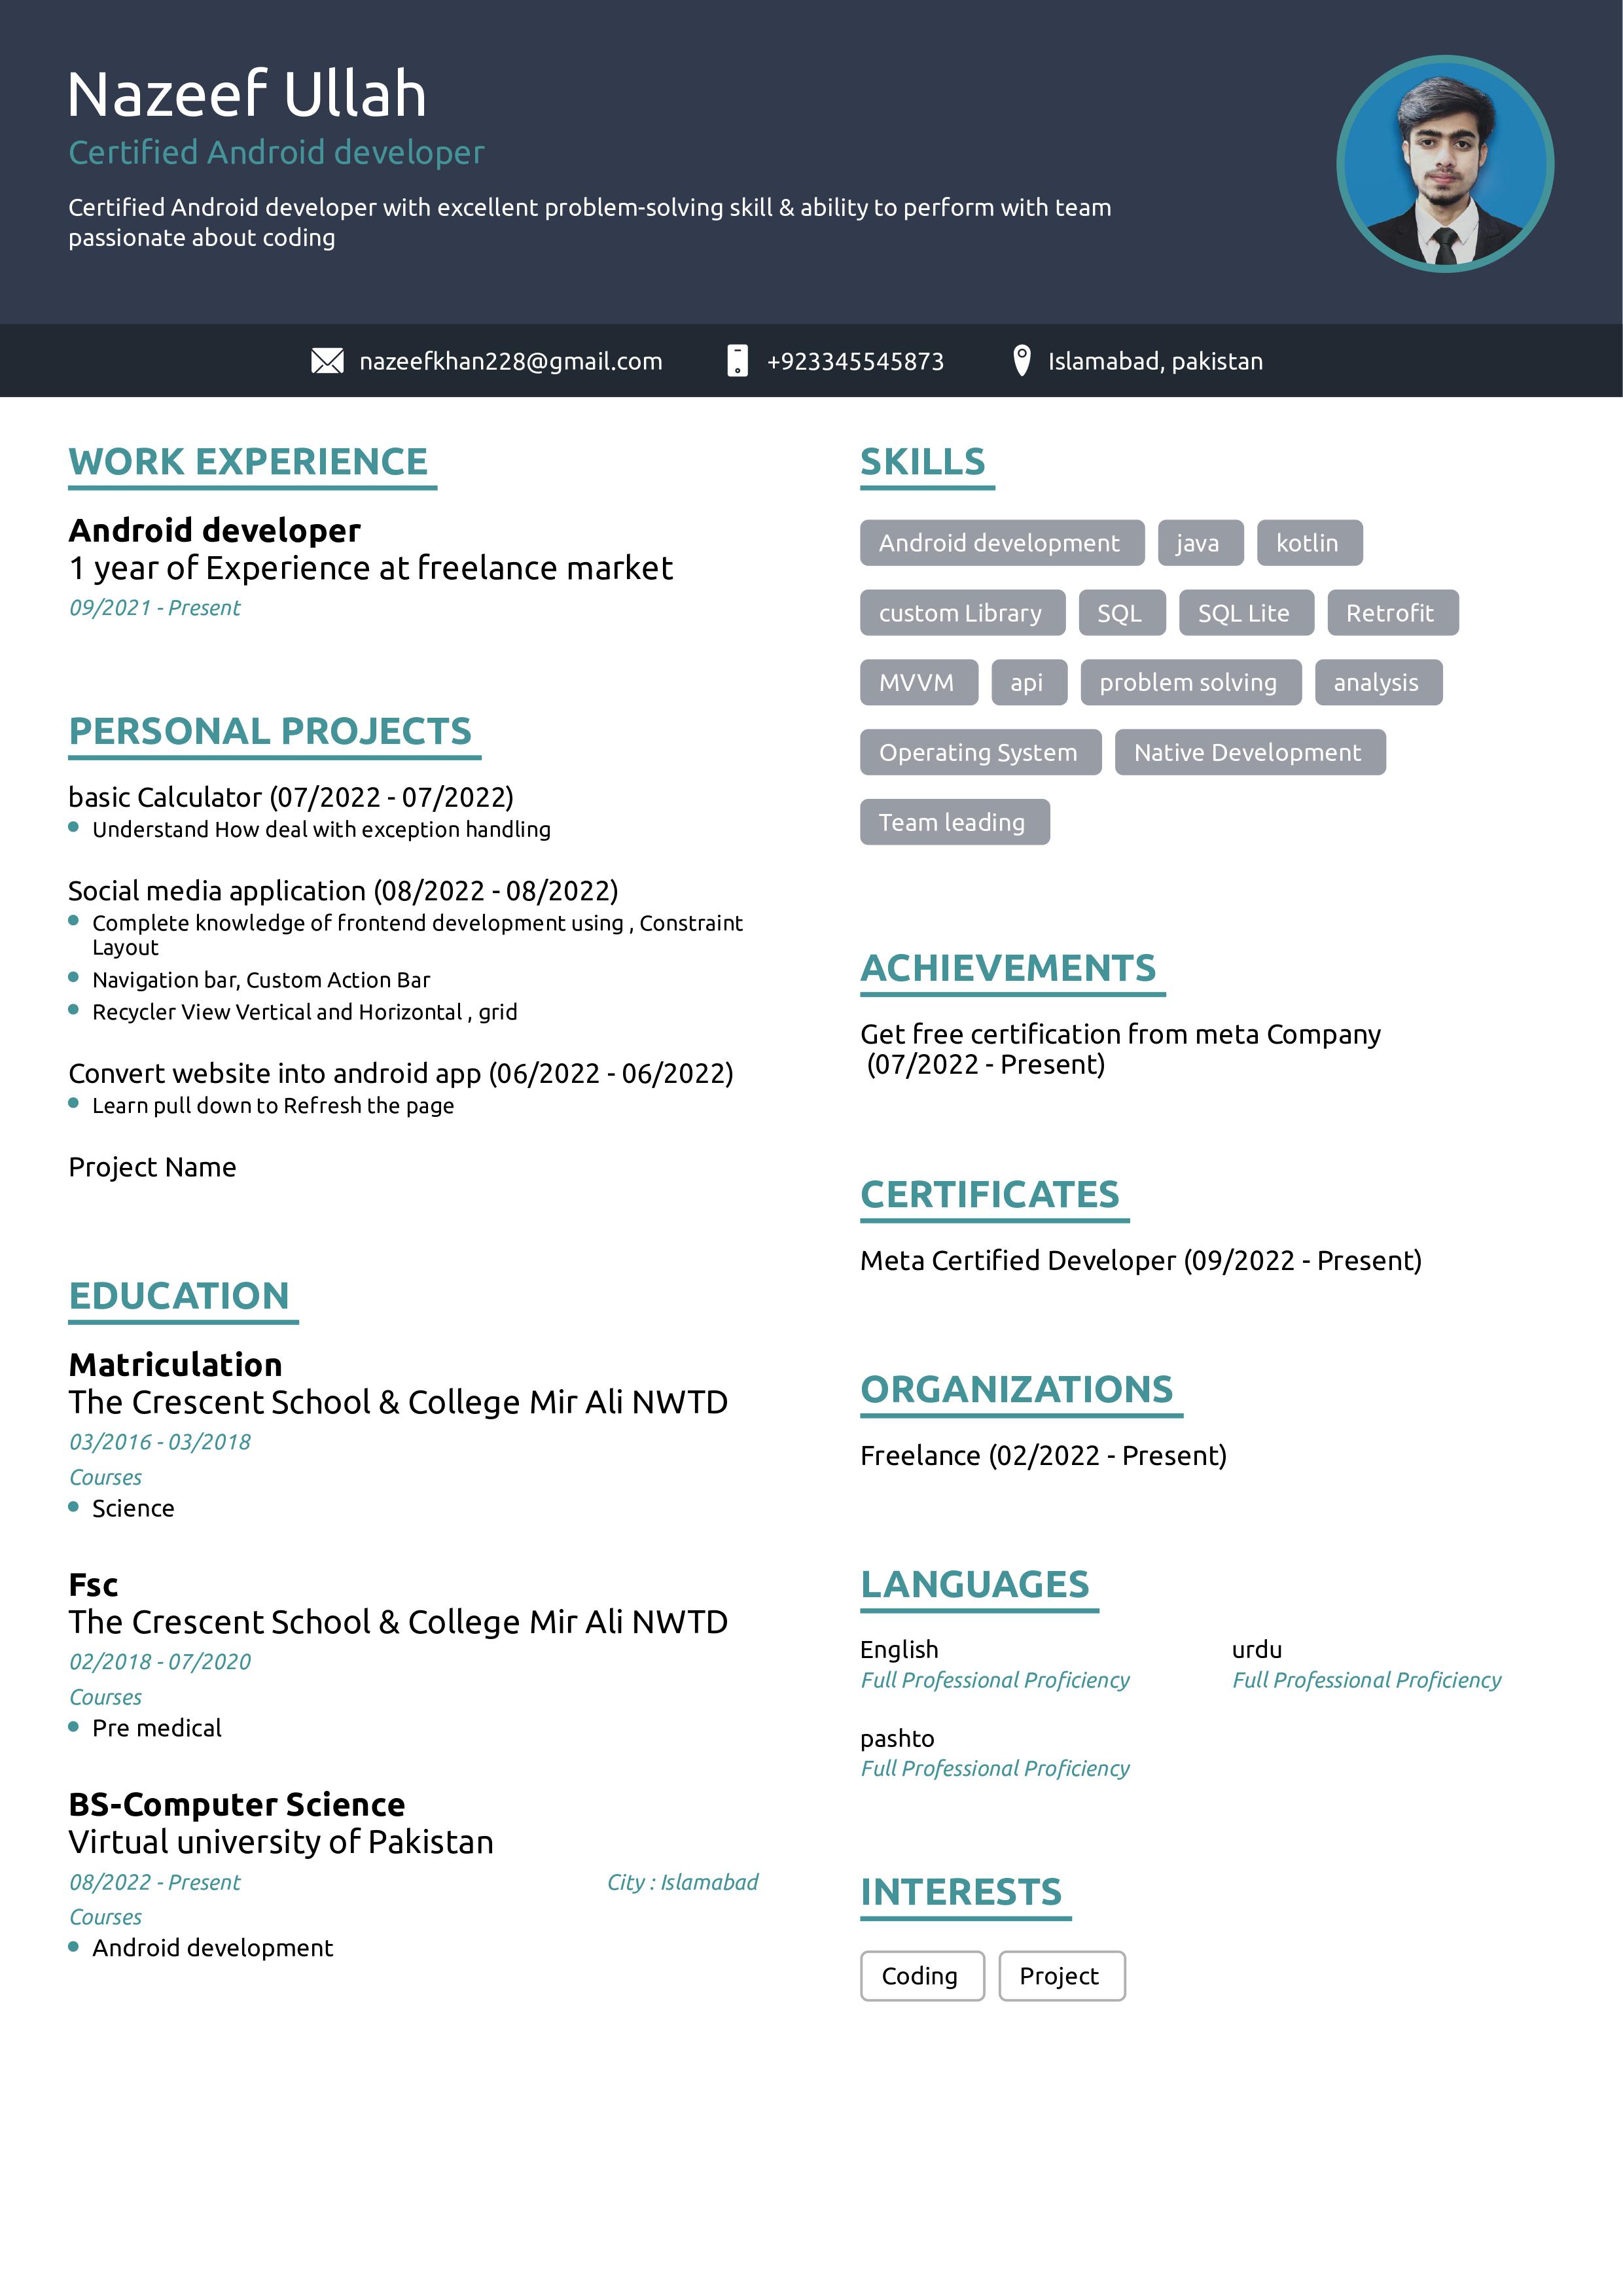 Nazeef Ullah
Certified Android developer
Certified Android developer with excellent problem-solving skill & ability to perform with team
passionate about coding
nazeefkhan228@gmail.com
+923345545873
Islamabad, pakistan
WORK EXPERIENCE
Android developer
1 year of Experience at freelance market
09/2021 - Present
PERSONAL PROJECTS
basic Calculator (07/2022 - 07/2022)
Understand How deal with exception handling
Social media application (08/2022 - 08/2022)
Complete knowledge of frontend development using , Constraint
Layout
Navigation bar, Custom Action Bar
Recycler View Vertical and Horizontal , grid
Convert website into android app (06/2022 - 06/2022)
Learn pull down to Refresh the page
Project Name
EDUCATION
Matriculation
The Crescent School & College Mir Ali NWTD
03/2016 - 03/2018
Courses
Science
Fsc
The Crescent School & College Mir Ali NWTD
02/2018 - 07/2020
Courses
Pre medical
BS-Computer Science
Virtual university of Pakistan
08/2022 - Present City : Islamabad
Courses
Android development
SKILLS
Android development java kotlin
custom Library SQL SQL Lite Retrofit
MVVM api problem solving analysis
Operating System Native Development
Team leading
ACHIEVEMENTS
Get free certification from meta Company
(07/2022 - Present)
CERTIFICATES
Meta Certified Developer (09/2022 - Present)
ORGANIZATIONS
Freelance (02/2022 - Present)
LANGUAGES
English urdu
Full Professional Proficiency Full Professional Proficiency
pashto
Full Professional Proficiency
INTERESTS
Coding Project